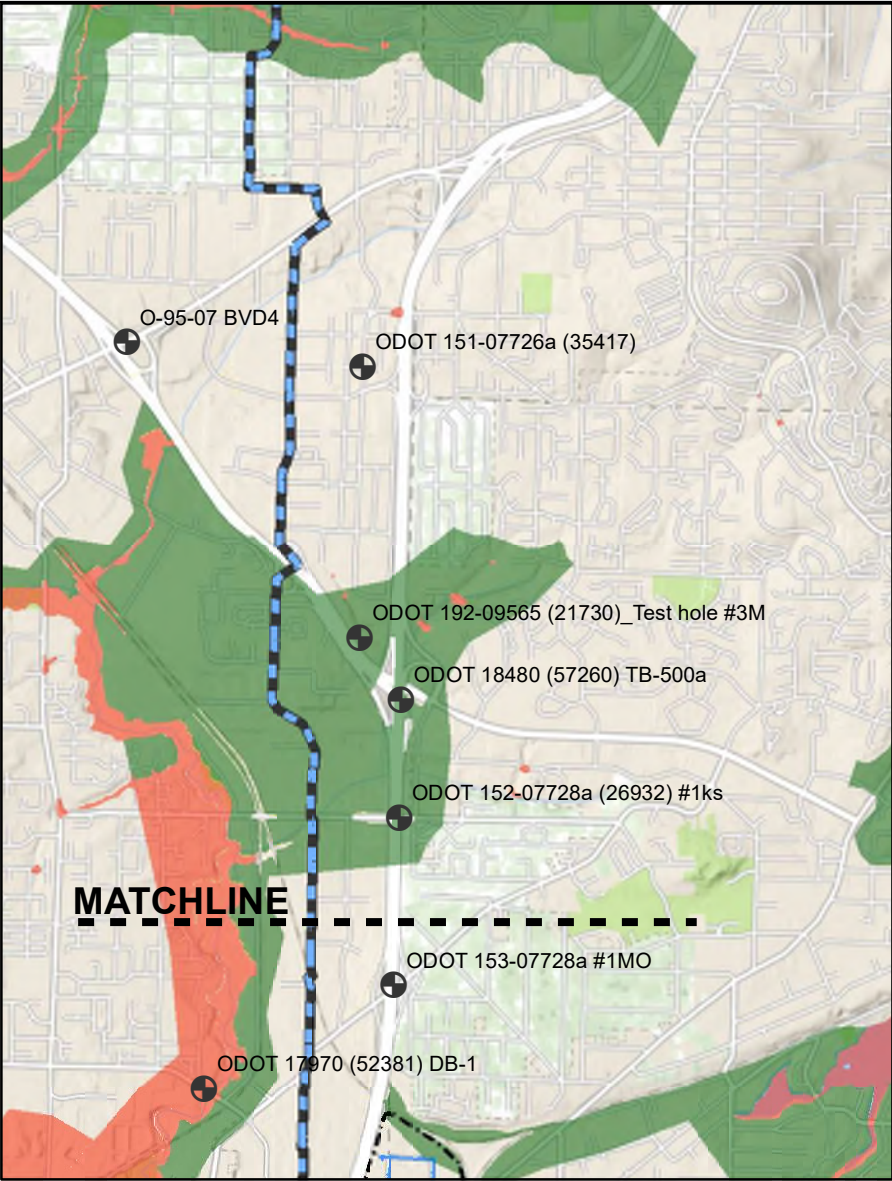 O-95-07 BVD4
ODOT 151-07726a (35417)
ODOT 192-09565 (21730)_Test hole #3M
ODOT 18480 (57260) TB-500a
ODOT 152-07728a (26932) #1ks
MATCHLINE
ODOT 153-07728a #1MO
ODOT 17970 (52381) DB-1